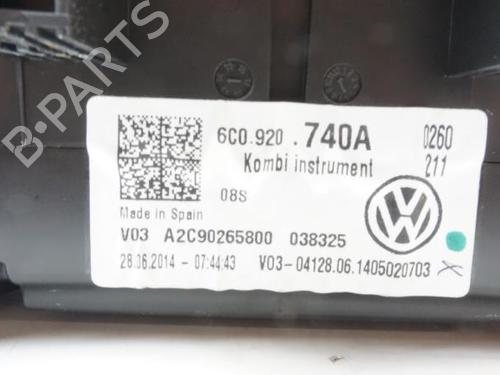 B-PARTS
6C0.920 . 740A 0260
Kombi instrument 211
08S
Made in Spain
V03 A2C90265800 038325
28.06.2014 - 07:44:43 V03-04128.06.1405020703